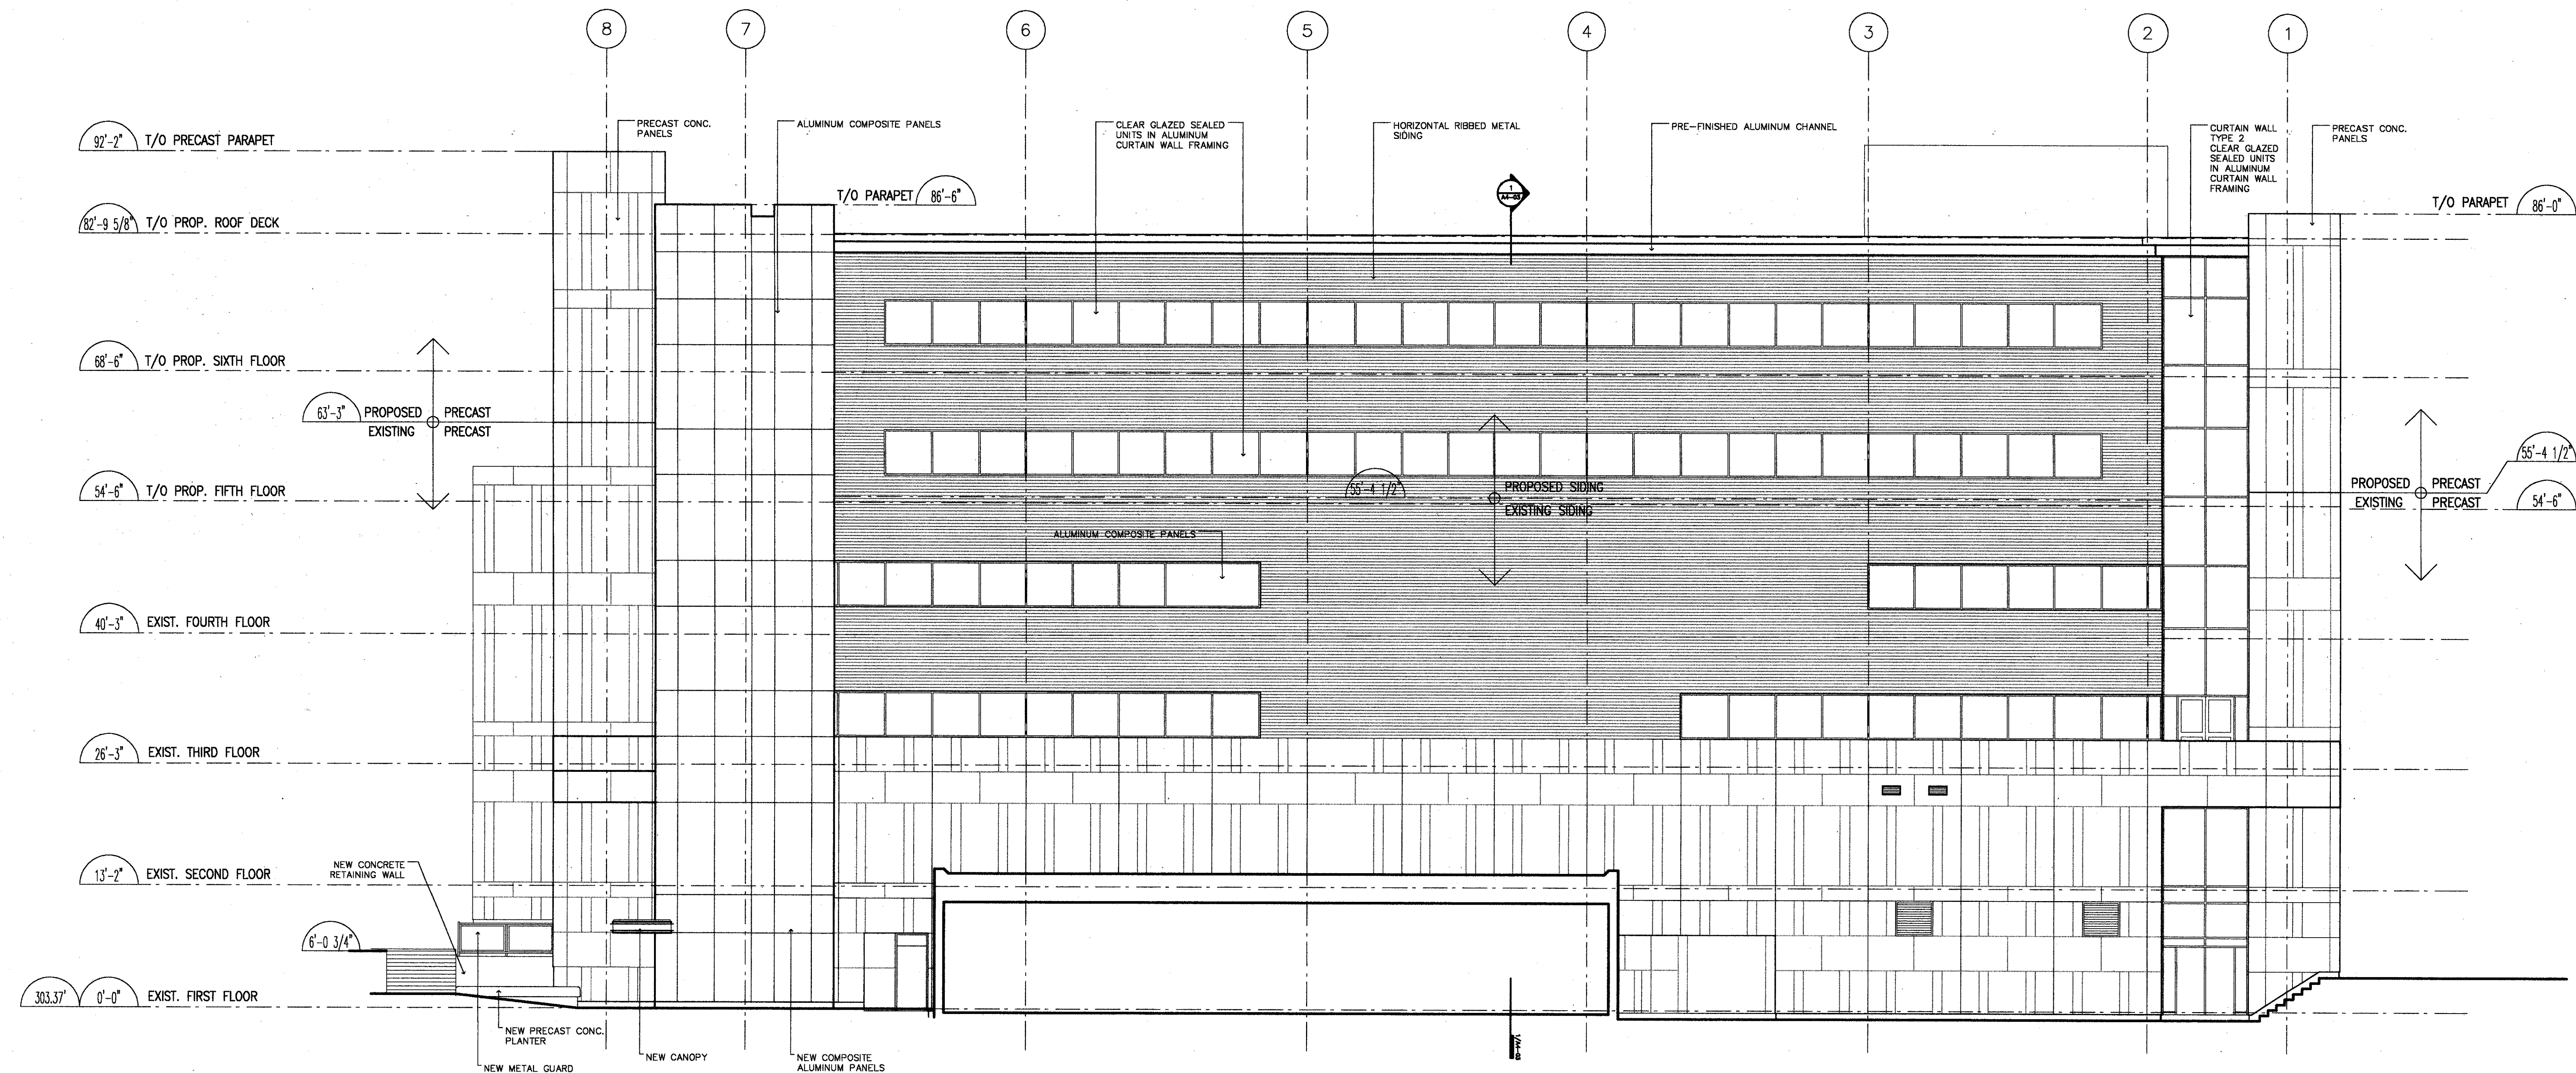 8
7
6
5
4
3
2
1
PRECAST CONC.
PANELS
ALUMINUM COMPOSITE PANELS
CLEAR GLAZED SEALED
UNITS IN ALUMINUM
CURTAIN WALL FRAMING
HORIZONTAL RIBBED METAL
SIDING
PRE-FINISHED ALUMINUM CHANNEL
CURTAIN WALL
TYPE 2
CLEAR GLAZED
SEALED UNITS
IN ALUMINUM
CURTAIN WALL
FRAMING
PRECAST CONC.
PANELS
92'-2" T/O PRECAST PARAPET
T/O PARAPET 86'-6"
1
A4-03
T/O PARAPET 86'-0"
82'-9 5/8" T/O PROP. ROOF DECK
68'-6" T/O PROP. SIXTH FLOOR
63'-3" PROPOSED PRECAST
EXISTING PRECAST
55'-4 1/2"
54'-6" T/O PROP. FIFTH FLOOR
55'-4 1/2"
PROPOSED SIDING
EXISTING SIDING
PROPOSED PRECAST
EXISTING PRECAST
54'-6"
ALUMINUM COMPOSITE PANELS
40'-3" EXIST. FOURTH FLOOR
26'-3" EXIST. THIRD FLOOR
NEW CONCRETE
RETAINING WALL
13'-2" EXIST. SECOND FLOOR
6'-0 3/4"
303.37' 0'-0" EXIST. FIRST FLOOR
NEW PRECAST CONC.
PLANTER
NEW METAL GUARD
NEW CANOPY
NEW COMPOSITE
ALUMINUM PANELS
1/A4-03